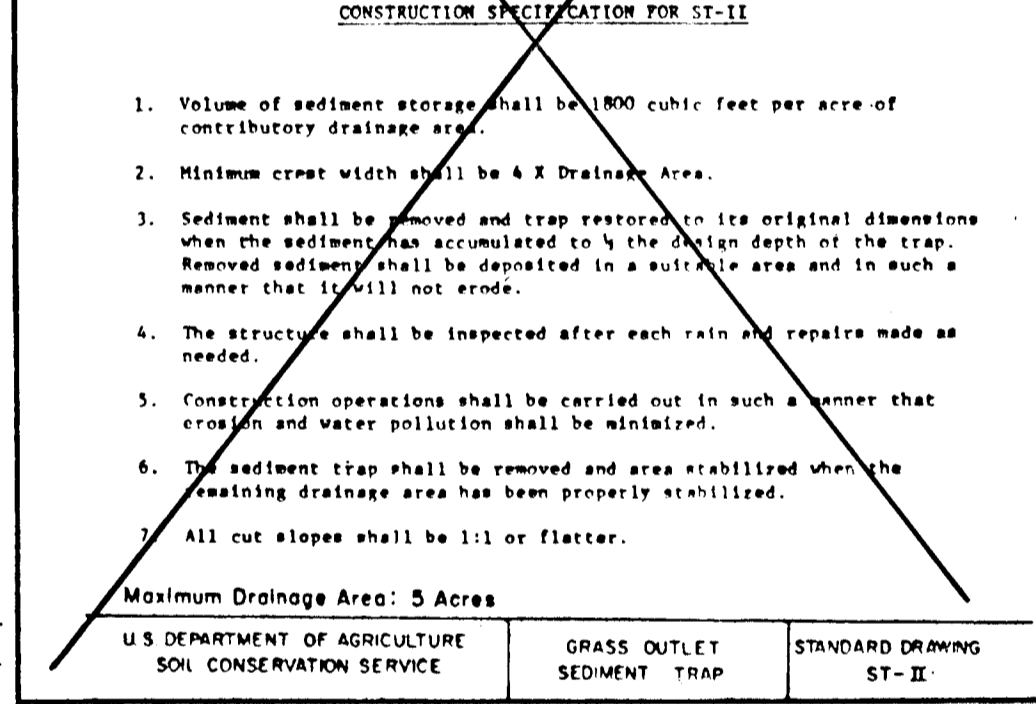 CONSTRUCTION SPECIFICATION FOR ST-II
1. Volume of sediment storage shall be 1800 cubic feet per acre of
contributory drainage area.
2. Minimum crest width shall be 4 X Drainage Area.
3. Sediment shall be removed and trap restored to its original dimensions
when the sediment has accumulated to ½ the design depth of the trap.
Removed sediment shall be deposited in a suitable area and in such a
manner that it will not erode.
4. The structure shall be inspected after each rain and repairs made as
needed.
5. Construction operations shall be carried out in such a manner that
erosion and water pollution shall be minimized.
6. The sediment trap shall be removed and area stabilized when the
remaining drainage area has been properly stabilized.
7. All cut slopes shall be 1:1 or flatter.
Maximum Drainage Area: 5 Acres
U.S. DEPARTMENT OF AGRICULTURE
SOIL CONSERVATION SERVICE
GRASS OUTLET
SEDIMENT TRAP
STANDARD DRAWING
ST-II